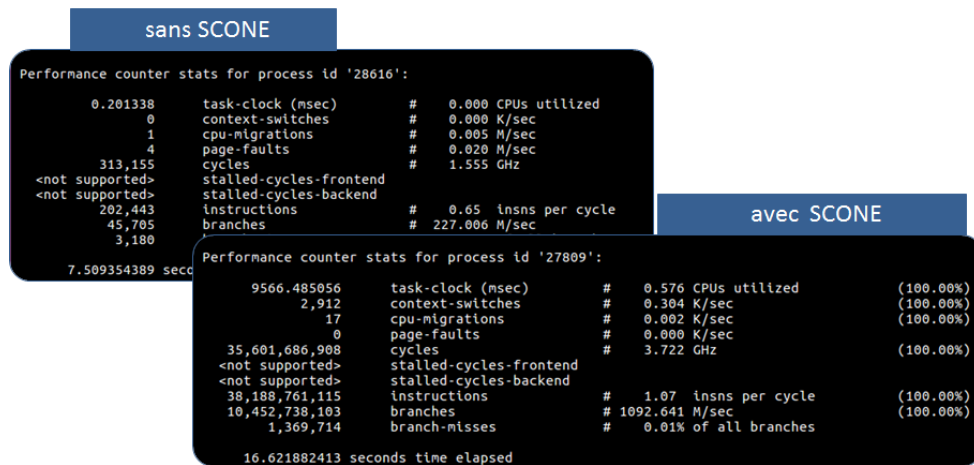 sans SCONE
Performance counter stats for process id '28616':
0.201338 task-clock (msec) # 0.000 CPUs utilized
0 context-switches # 0.000 K/sec
1 cpu-migrations # 0.005 M/sec
4 page-faults # 0.020 M/sec
313,155 cycles # 1.555 GHz
<not supported> stalled-cycles-frontend
<not supported> stalled-cycles-backend
202,443 instructions # 0.65 insns per cycle
45,705 branches # 227.006 M/sec
3,180
7.509354389
avec SCONE
Performance counter stats for process id '27809':
9566.485056 task-clock (msec) # 0.576 CPUs utilized (100.00%)
2,912 context-switches # 0.304 K/sec (100.00%)
17 cpu-migrations # 0.002 K/sec (100.00%)
0 page-faults # 0.000 K/sec
35,601,686,908 cycles # 3.722 GHz (100.00%)
<not supported> stalled-cycles-frontend
<not supported> stalled-cycles-backend
38,188,761,115 instructions # 1.07 insns per cycle (100.00%)
10,452,738,103 branches # 1092.641 M/sec (100.00%)
1,369,714 branch-misses # 0.01% of all branches
16.621882413 seconds time elapsed